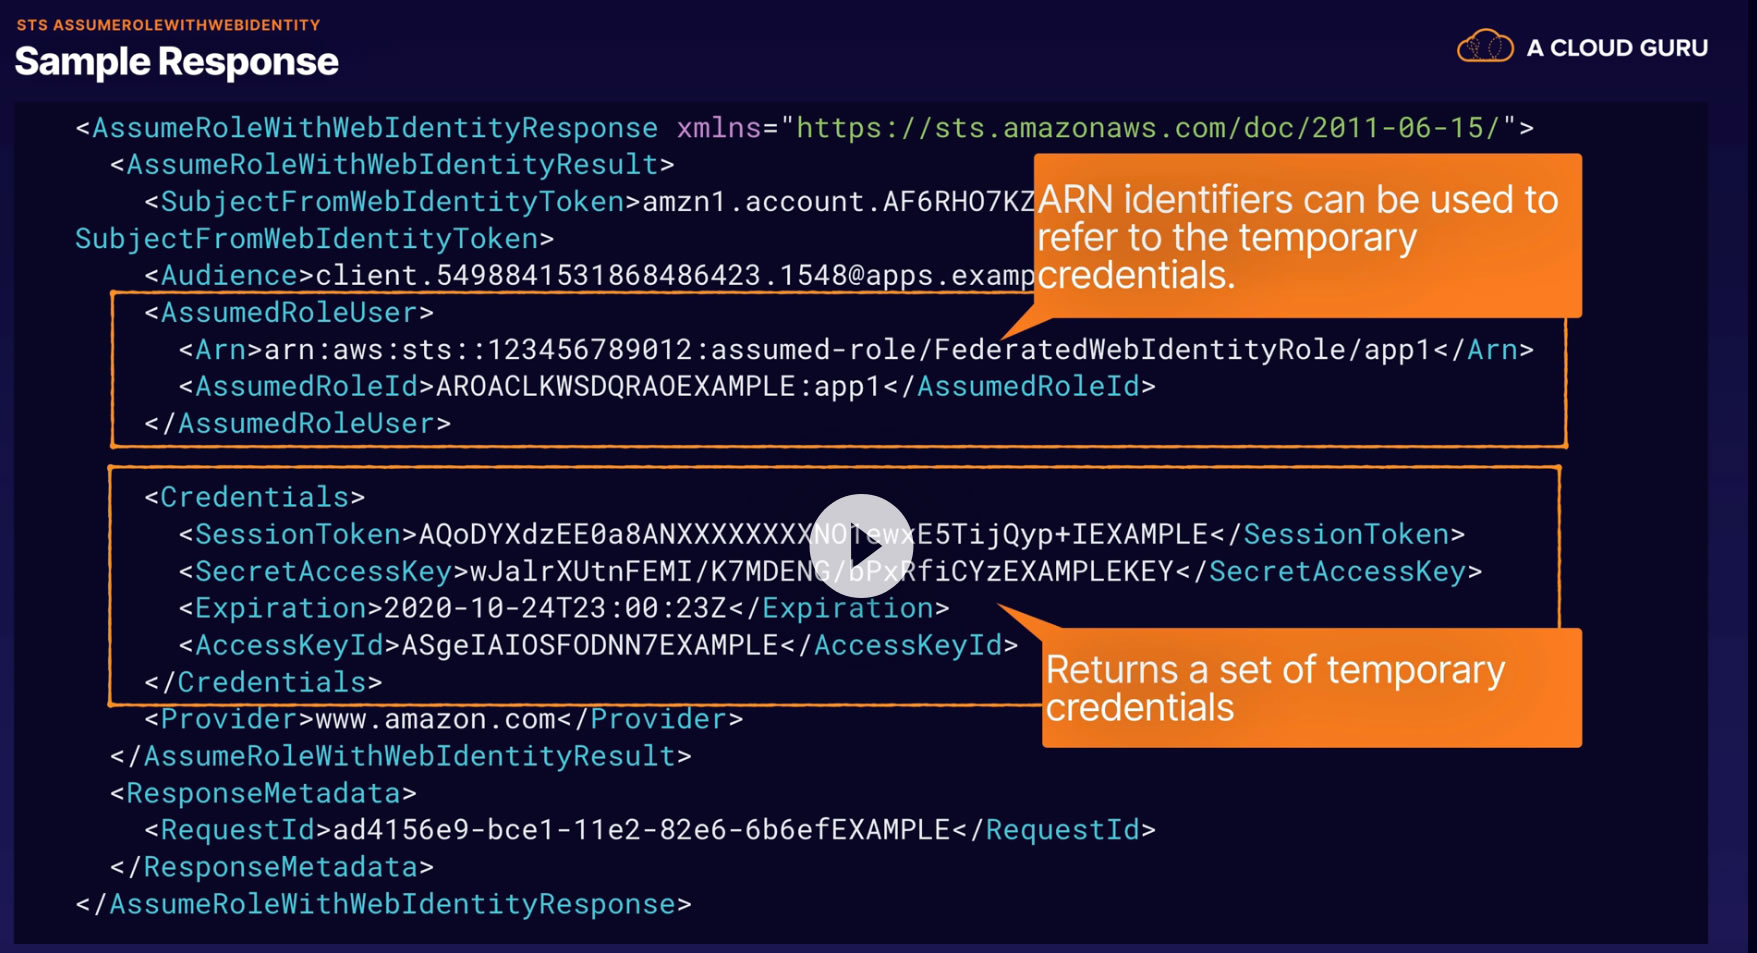 STS ASSUMEROLEWITHWEBIDENTITY
Sample Response
A CLOUD GURU
<AssumeRoleWithWebIdentityResponse xmlns="https://sts.amazonaws.com/doc/2011-06-15/">
<AssumeRoleWithWebIdentityResult>
<SubjectFromWebIdentityToken>amzn1.account.AF6RHO7KZ
SubjectFromWebIdentityToken>
<Audience>client.5498841531868486423.1548@apps.examp
ARN identifiers can be used to
refer to the temporary
credentials.
<AssumedRoleUser>
<Arn>arn:aws:sts::123456789012:assumed-role/FederatedWebIdentityRole/app1</Arn>
<AssumedRoleId>AROACLKWSDQRAOEXAMPLE:app1</AssumedRoleId>
</AssumedRoleUser>
<Credentials>
<SessionToken>AQoDYXdzEE0a8ANXXXXXXXXNO1ewxE5TijQyp+IEXAMPLE</SessionToken>
<SecretAccessKey>wJalrXUtnFEMI/K7MDENG/bPxRfiCYzEXAMPLEKEY</SecretAccessKey>
<Expiration>2020-10-24T23:00:23Z</Expiration>
<AccessKeyId>ASgeIAIOSFODNN7EXAMPLE</AccessKeyId>
</Credentials>
Returns a set of temporary
credentials
<Provider>www.amazon.com</Provider>
</AssumeRoleWithWebIdentityResult>
<ResponseMetadata>
<RequestId>ad4156e9-bce1-11e2-82e6-6b6efEXAMPLE</RequestId>
</ResponseMetadata>
</AssumeRoleWithWebIdentityResponse>